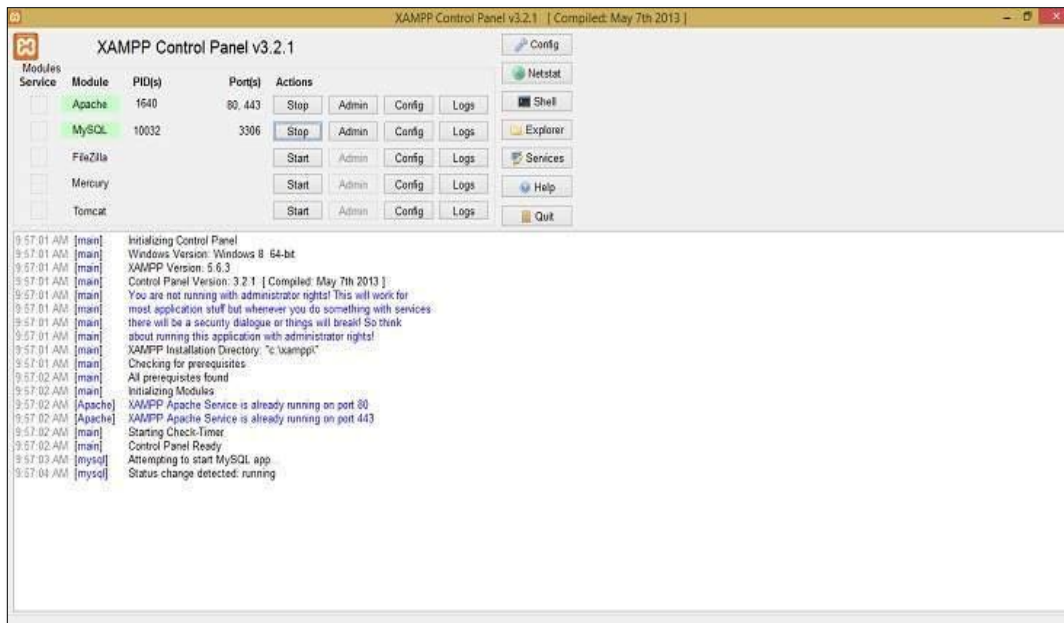 XAMPP Control Panel v3.2.1 [ Compiled: May 7th 2013 ]
XAMPP Control Panel v3.2.1
Config
Modules
Service Module PID(s) Port(s) Actions
Netstat
Apache 1640 80, 443 Stop Admin Config Logs
Shell
MySQL 10032 3306 Stop Admin Config Logs
Explorer
FileZilla Start Admin Config Logs
Services
Mercury Start Admin Config Logs
Help
Tomcat Start Admin Config Logs
Quit
9:57:01 AM [main] Initializing Control Panel
9:57:01 AM [main] Windows Version: Windows 8 64-bit
9:57:01 AM [main] XAMPP Version: 5.6.3
9:57:01 AM [main] Control Panel Version: 3.2.1 [ Compiled: May 7th 2013 ]
9:57:01 AM [main] You are not running with administrator rights! This will work for
9:57:01 AM [main] most application stuff but whenever you do something with services
9:57:01 AM [main] there will be a security dialogue or things will break! So think
9:57:01 AM [main] about running this application with administrator rights!
9:57:01 AM [main] XAMPP Installation Directory: "c:\xampp\"
9:57:01 AM [main] Checking for prerequisites
9:57:02 AM [main] All prerequisites found
9:57:02 AM [main] Initializing Modules
9:57:02 AM [Apache] XAMPP Apache Service is already running on port 80
9:57:02 AM [Apache] XAMPP Apache Service is already running on port 443
9:57:02 AM [main] Starting Check-Timer
9:57:02 AM [main] Control Panel Ready
9:57:03 AM [mysql] Attempting to start MySQL app...
9:57:04 AM [mysql] Status change detected: running